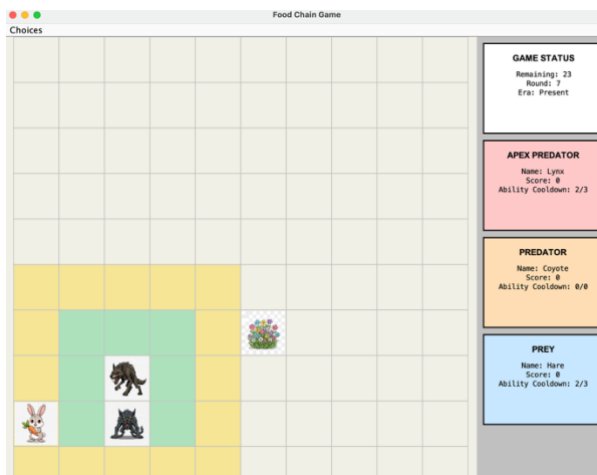 Food Chain Game
Choices
GAME STATUS
Remaining: 23
Round: 7
Era: Present
APEX PREDATOR
Name: Lynx
Score: 0
Ability Cooldown: 2/3
PREDATOR
Name: Coyote
Score: 0
Ability Cooldown: 0/0
PREY
Name: Hare
Score: 0
Ability Cooldown: 2/3